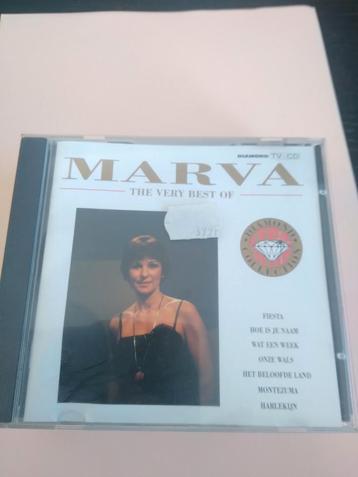 DIAMOND TV-CD
MARVA
THE VERY BEST OF
DIAMOND
COLLECTION
FIESTA
HOE IS JE NAAM
WAT EEN WEEK
ONZE WALS
HET BELOOFDE LAND
MONTEZUMA
HARLEKIJN